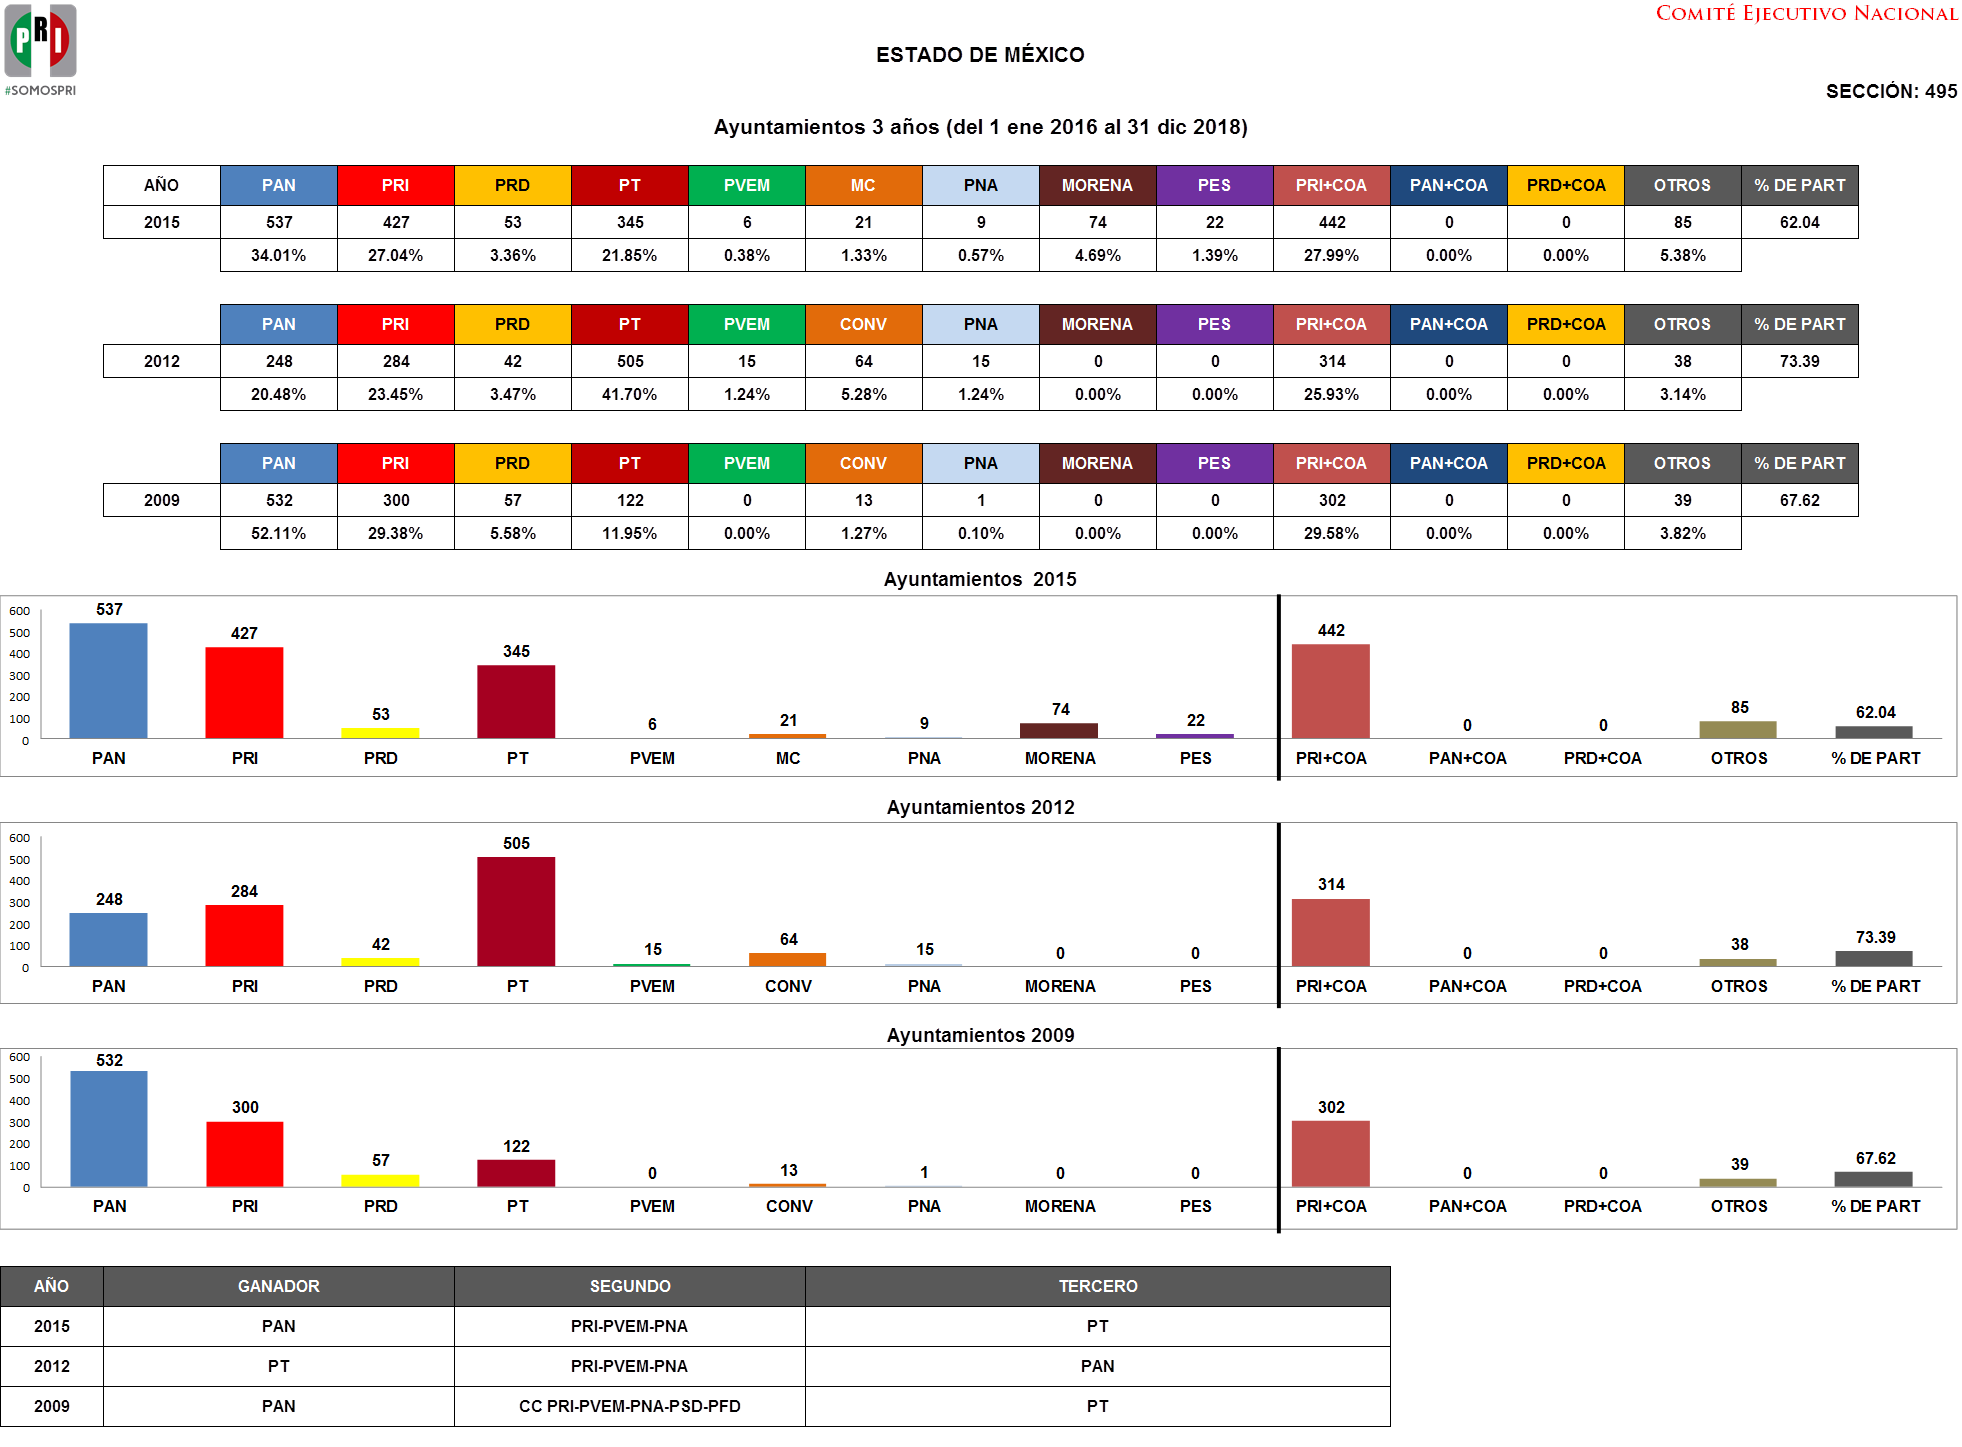 PRI
#SOMOSPRI
COMITÉ EJECUTIVO NACIONAL
ESTADO DE MÉXICO
SECCIÓN: 495
Ayuntamientos 3 años (del 1 ene 2016 al 31 dic 2018)
AÑO PAN PRI PRD PT PVEM MC PNA MORENA PES PRI+COA PAN+COA PRD+COA OTROS % DE PART
2015 537 427 53 345 6 21 9 74 22 442 0 0 85 62.04
34.01% 27.04% 3.36% 21.85% 0.38% 1.33% 0.57% 4.69% 1.39% 27.99% 0.00% 0.00% 5.38%
PAN PRI PRD PT PVEM CONV PNA MORENA PES PRI+COA PAN+COA PRD+COA OTROS % DE PART
2012 248 284 42 505 15 64 15 0 0 314 0 0 38 73.39
20.48% 23.45% 3.47% 41.70% 1.24% 5.28% 1.24% 0.00% 0.00% 25.93% 0.00% 0.00% 3.14%
PAN PRI PRD PT PVEM CONV PNA MORENA PES PRI+COA PAN+COA PRD+COA OTROS % DE PART
2009 532 300 57 122 0 13 1 0 0 302 0 0 39 67.62
52.11% 29.38% 5.58% 11.95% 0.00% 1.27% 0.10% 0.00% 0.00% 29.58% 0.00% 0.00% 3.82%
Ayuntamientos 2015
600
500
400
300
200
100
0
537 427 53 345 6 21 9 74 22 442 0 0 85 62.04
PAN PRI PRD PT PVEM MC PNA MORENA PES PRI+COA PAN+COA PRD+COA OTROS % DE PART
Ayuntamientos 2012
600
500
400
300
200
100
0
248 284 42 505 15 64 15 0 0 314 0 0 38 73.39
PAN PRI PRD PT PVEM CONV PNA MORENA PES PRI+COA PAN+COA PRD+COA OTROS % DE PART
Ayuntamientos 2009
600
500
400
300
200
100
0
532 300 57 122 0 13 1 0 0 302 0 0 39 67.62
PAN PRI PRD PT PVEM CONV PNA MORENA PES PRI+COA PAN+COA PRD+COA OTROS % DE PART
AÑO GANADOR SEGUNDO TERCERO
2015 PAN PRI-PVEM-PNA PT
2012 PT PRI-PVEM-PNA PAN
2009 PAN CC PRI-PVEM-PNA-PSD-PFD PT